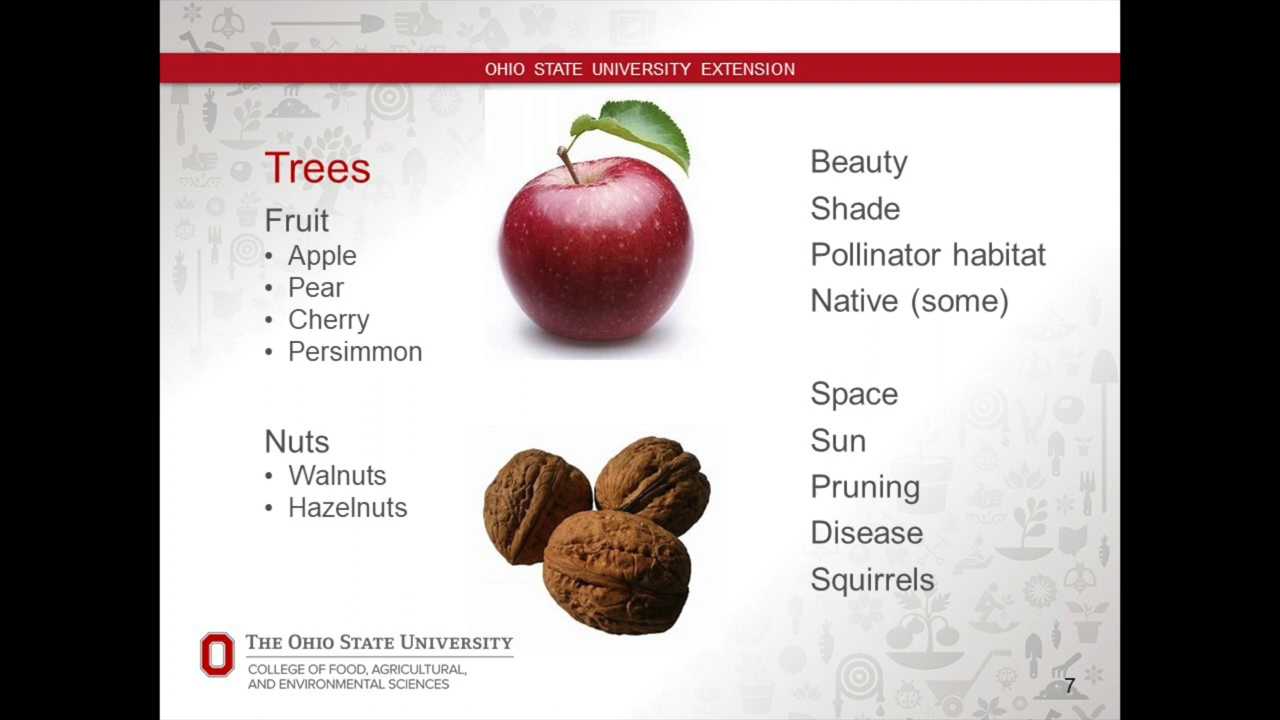 OHIO STATE UNIVERSITY EXTENSION
Trees
Fruit
• Apple
• Pear
• Cherry
• Persimmon
Nuts
• Walnuts
• Hazelnuts
Beauty
Shade
Pollinator habitat
Native (some)
Space
Sun
Pruning
Disease
Squirrels
THE OHIO STATE UNIVERSITY
COLLEGE OF FOOD, AGRICULTURAL,
AND ENVIRONMENTAL SCIENCES
7